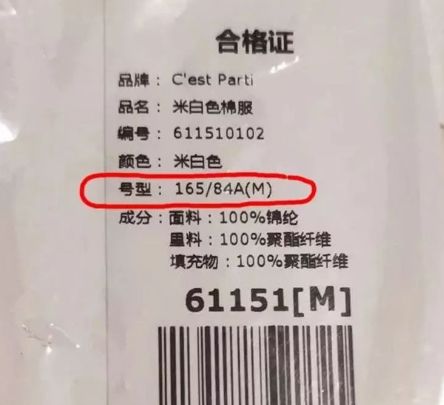 合格证
品牌： C'est Parti
品名： 米白色棉服
编号： 611510102
颜色： 米白色
号型： 165/84A(M)
成分：面料：100%锦纶
里料：100%聚酯纤维
填充物：100%聚酯纤维
61151[M]